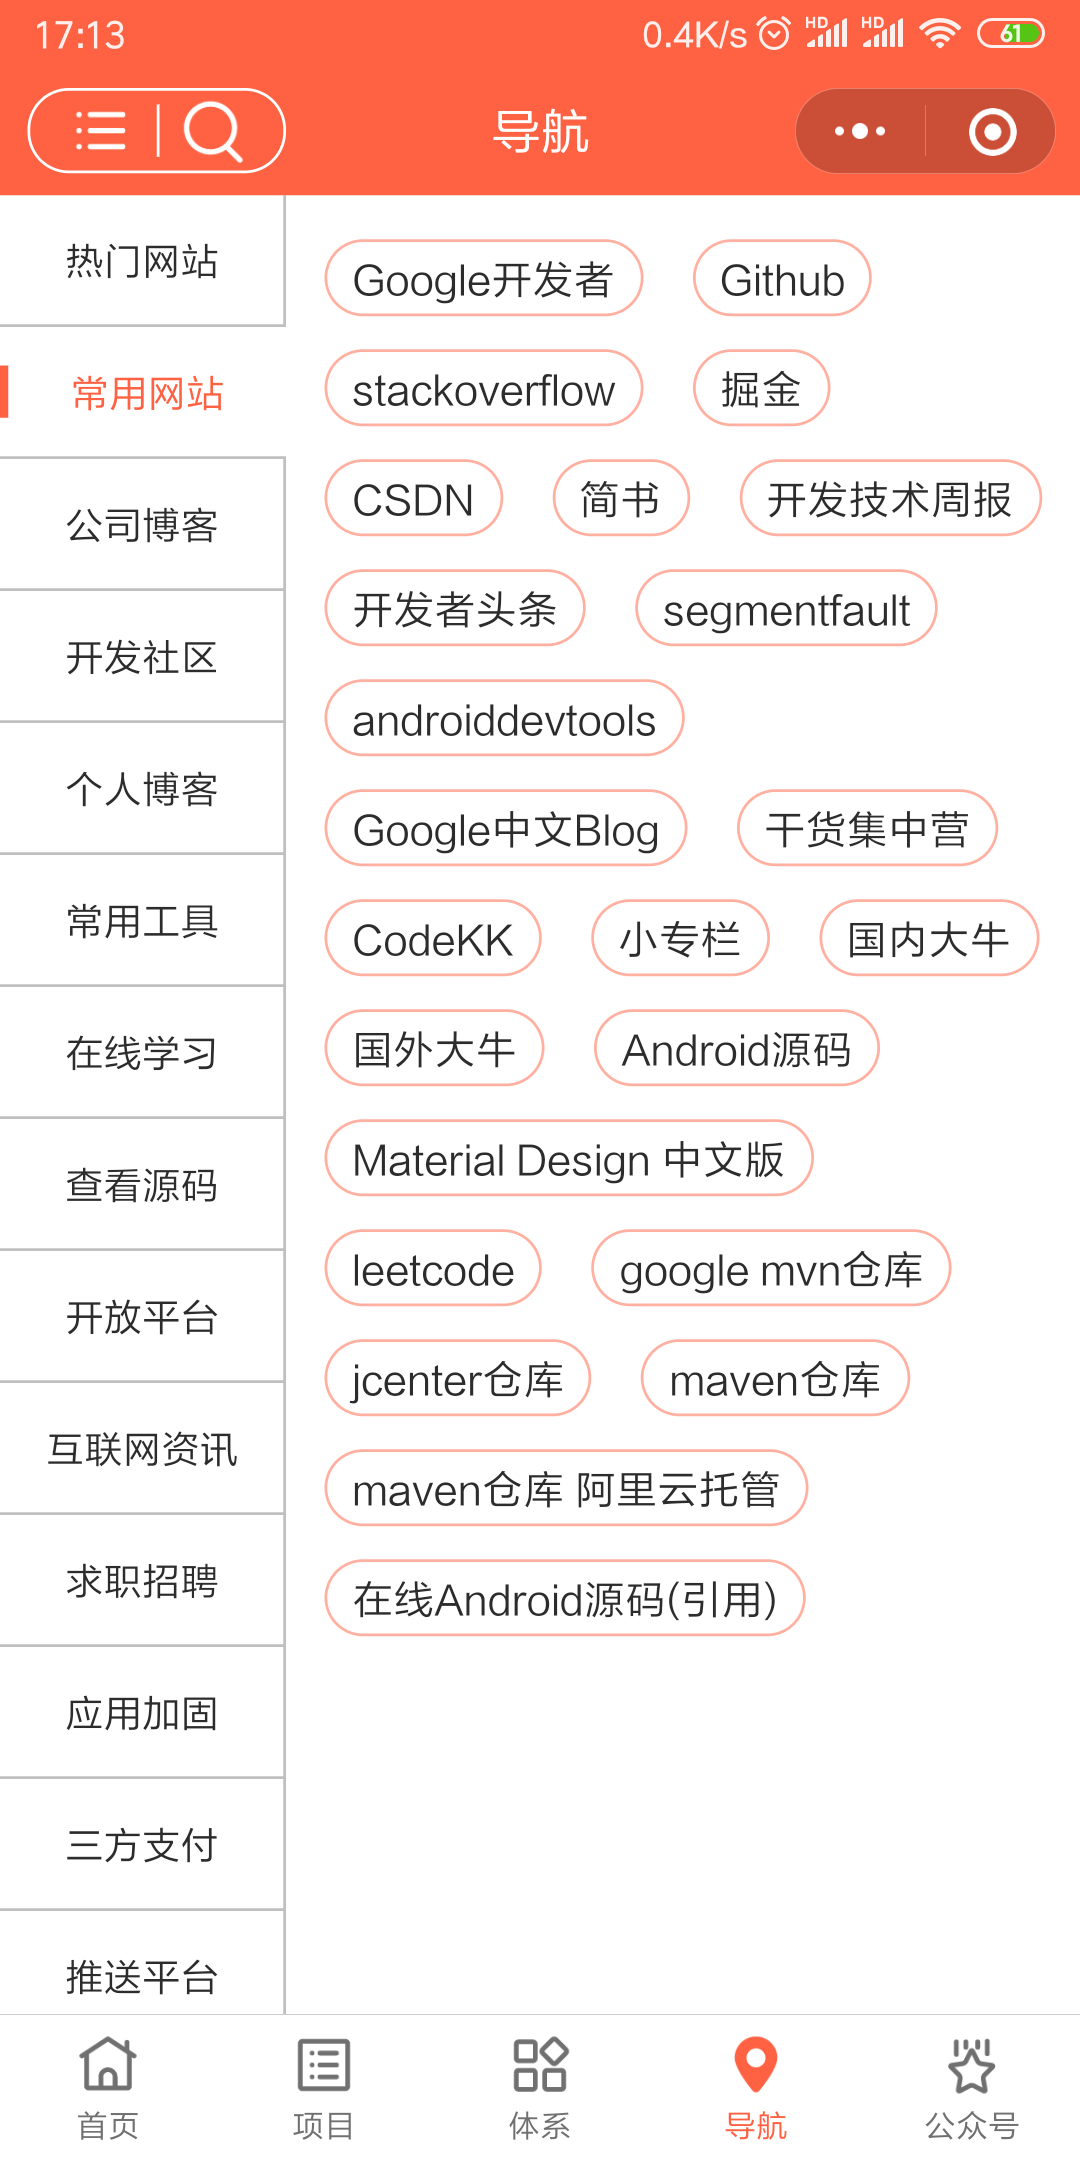 17:13
0.4K/s HD HD 61
导航
热门网站
常用网站
公司博客
开发社区
个人博客
常用工具
在线学习
查看源码
开放平台
互联网资讯
求职招聘
应用加固
三方支付
推送平台
Google开发者 Github
stackoverflow 掘金
CSDN 简书 开发技术周报
开发者头条 segmentfault
androiddevtools
Google中文Blog 干货集中营
CodeKK 小专栏 国内大牛
国外大牛 Android源码
Material Design 中文版
leetcode google mvn仓库
jcenter仓库 maven仓库
maven仓库 阿里云托管
在线Android源码(引用)
首页 项目 体系 导航 公众号